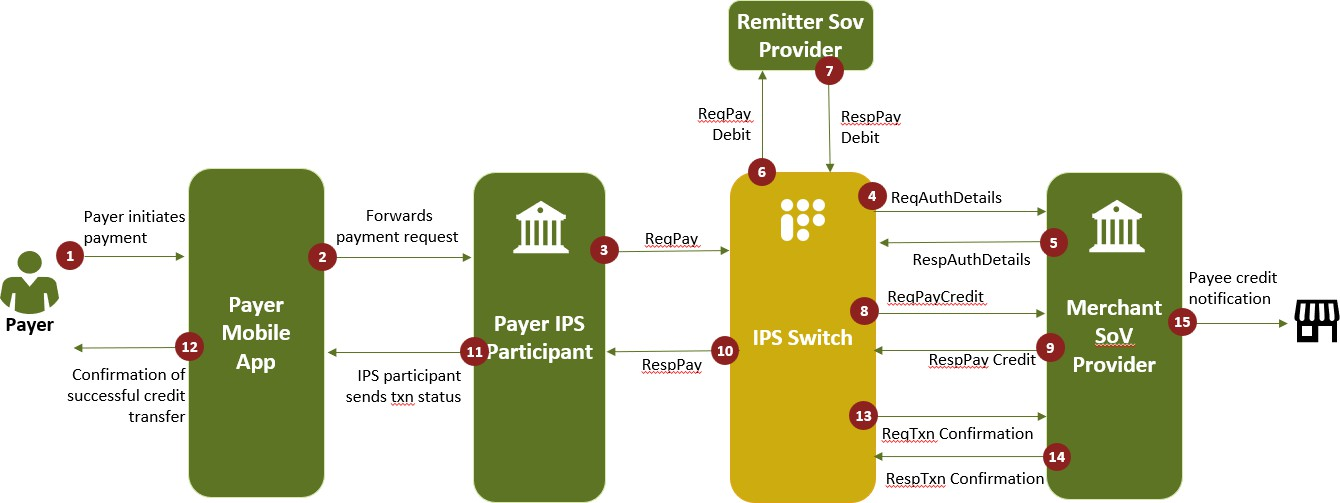 Remitter Sov
Provider
7
ReqPay
Debit
RespPay
Debit
6
4
ReqAuthDetails
Payer initiates
payment
1
Forwards
payment request
2
3
ReqPay
5
RespAuthDetails
Payee credit
notification
ReqPayCredit
8
Payer
Payer
Mobile
App
Payer IPS
Participant
IPS Switch
Merchant
SoV
Provider
15
12
11
10
9
RespPay Credit
RespPay
Confirmation of
successful credit
transfer
IPS participant
sends txn status
13
ReqTxn Confirmation
14
RespTxn Confirmation